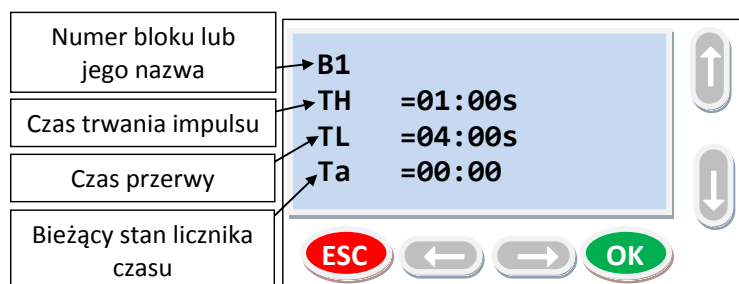 Numer bloku lub
jego nazwa
Czas trwania impulsu
Czas przerwy
Bieżący stan licznika
czasu
B1
TH =01:00s
TL =04:00s
Ta =00:00
ESC
OK